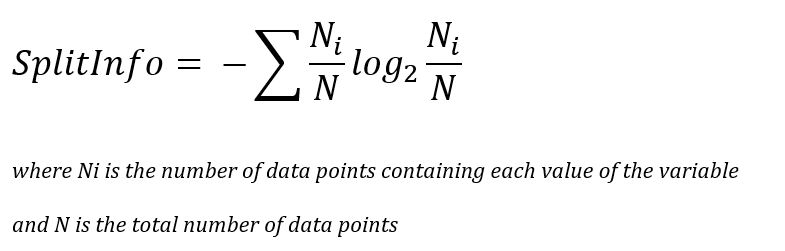 SplitInfo = − ∑ Nᵢ/N log₂ Nᵢ/N
where Ni is the number of data points containing each value of the variable
and N is the total number of data points